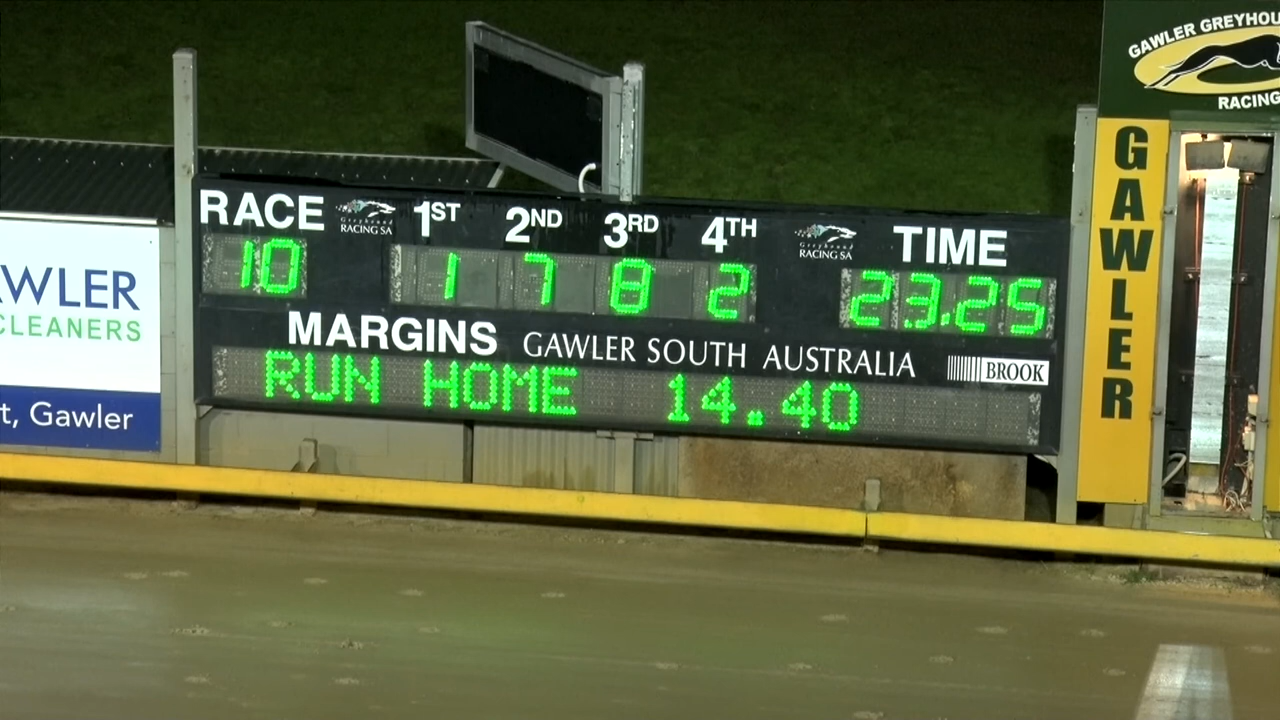 GAWLER GREYHOU
RACING
GAWLER
RACE 1ST 2ND 3RD 4TH TIME
Greyhound RACING SA
Greyhound RACING SA
10 1 7 8 2 23.25
MARGINS GAWLER SOUTH AUSTRALIA BROOK
RUN HOME 14.40
AWLER
CLEANERS
t, Gawler